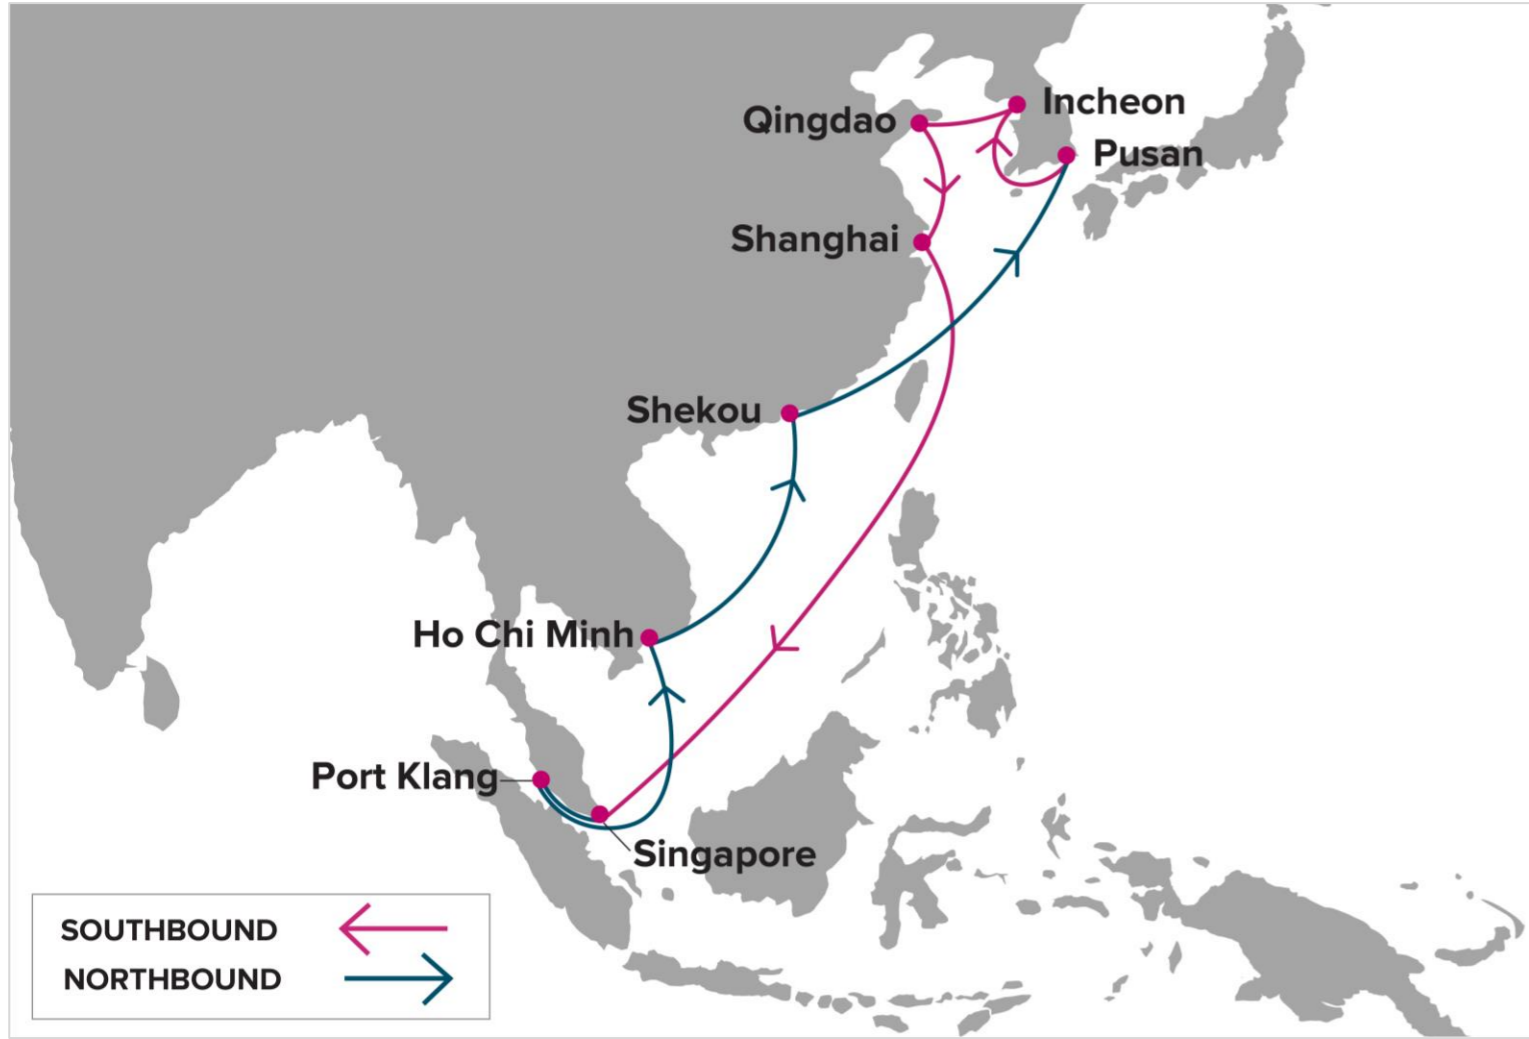 Incheon
Qingdao
Pusan
Shanghai
Shekou
Ho Chi Minh
Port Klang
Singapore
SOUTHBOUND
NORTHBOUND